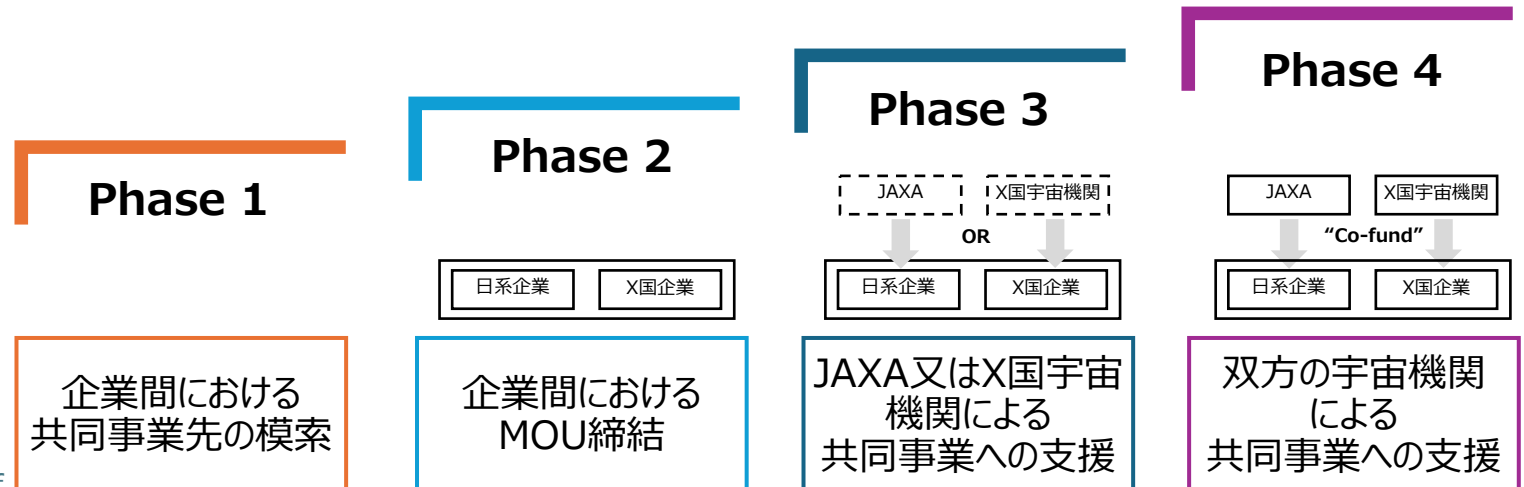 Phase 1
企業間における
共同事業先の模索
Phase 2
日系企業 X国企業
企業間における
MOU締結
Phase 3
JAXA X国宇宙機関
OR
日系企業 X国企業
JAXA又はX国宇宙
機関による
共同事業への支援
Phase 4
JAXA X国宇宙機関
“Co-fund”
日系企業 X国企業
双方の宇宙機関
による
共同事業への支援